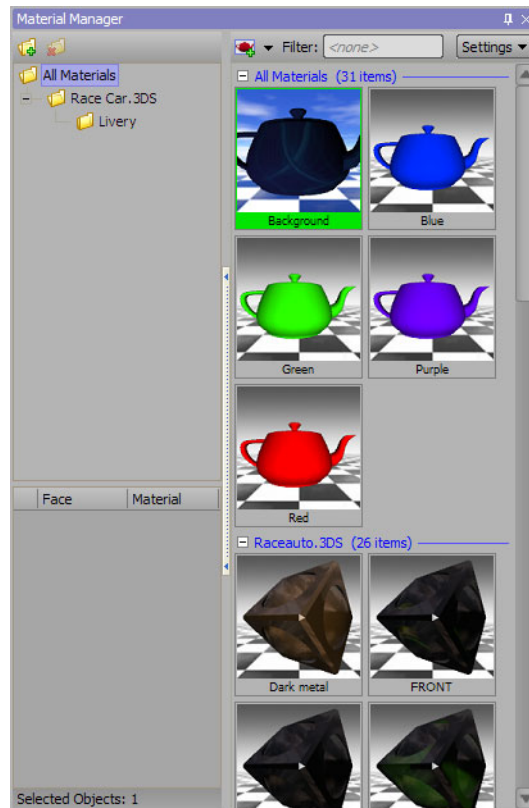 Material Manager
Filter: <none> Settings
All Materials
Race Car.3DS
Livery
All Materials (31 items)
Background Blue
Green Purple
Red
Face Material
Raceauto.3DS (26 items)
Dark metal FRONT
Selected Objects: 1